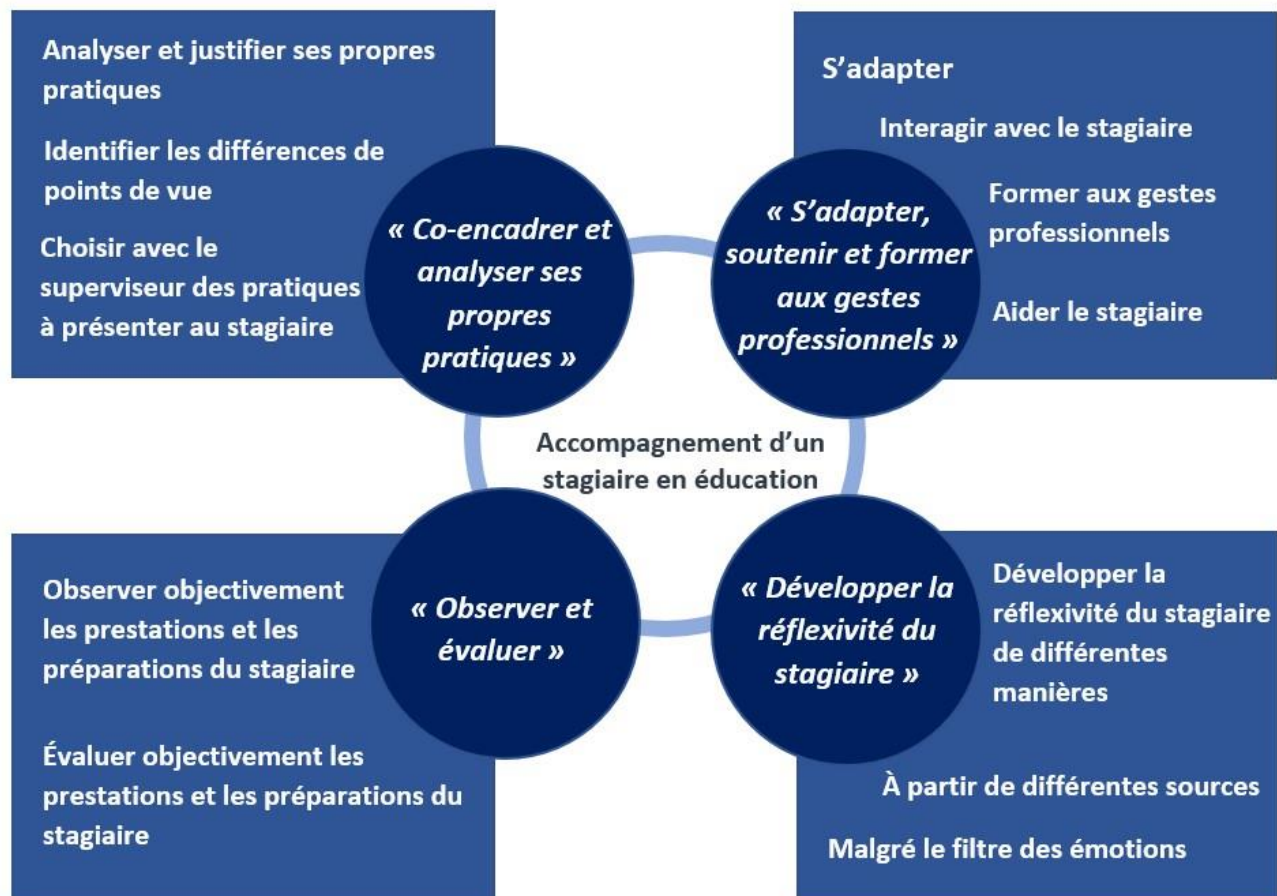 Analyser et justifier ses propres
pratiques
Identifier les différences de
points de vue
Choisir avec le
superviseur des pratiques
à présenter au stagiaire
« Co-encadrer et
analyser ses
propres
pratiques »
S’adapter
Interagir avec le stagiaire
Former aux gestes
professionnels
Aider le stagiaire
« S’adapter,
soutenir et former
aux gestes
professionnels »
Accompagnement d’un
stagiaire en éducation
Observer objectivement
les prestations et les
préparations du stagiaire
Évaluer objectivement les
prestations et les préparations du
stagiaire
« Observer et
évaluer »
« Développer la
réflexivité du
stagiaire »
Développer la
réflexivité du stagiaire
de différentes
manières
À partir de différentes sources
Malgré le filtre des émotions